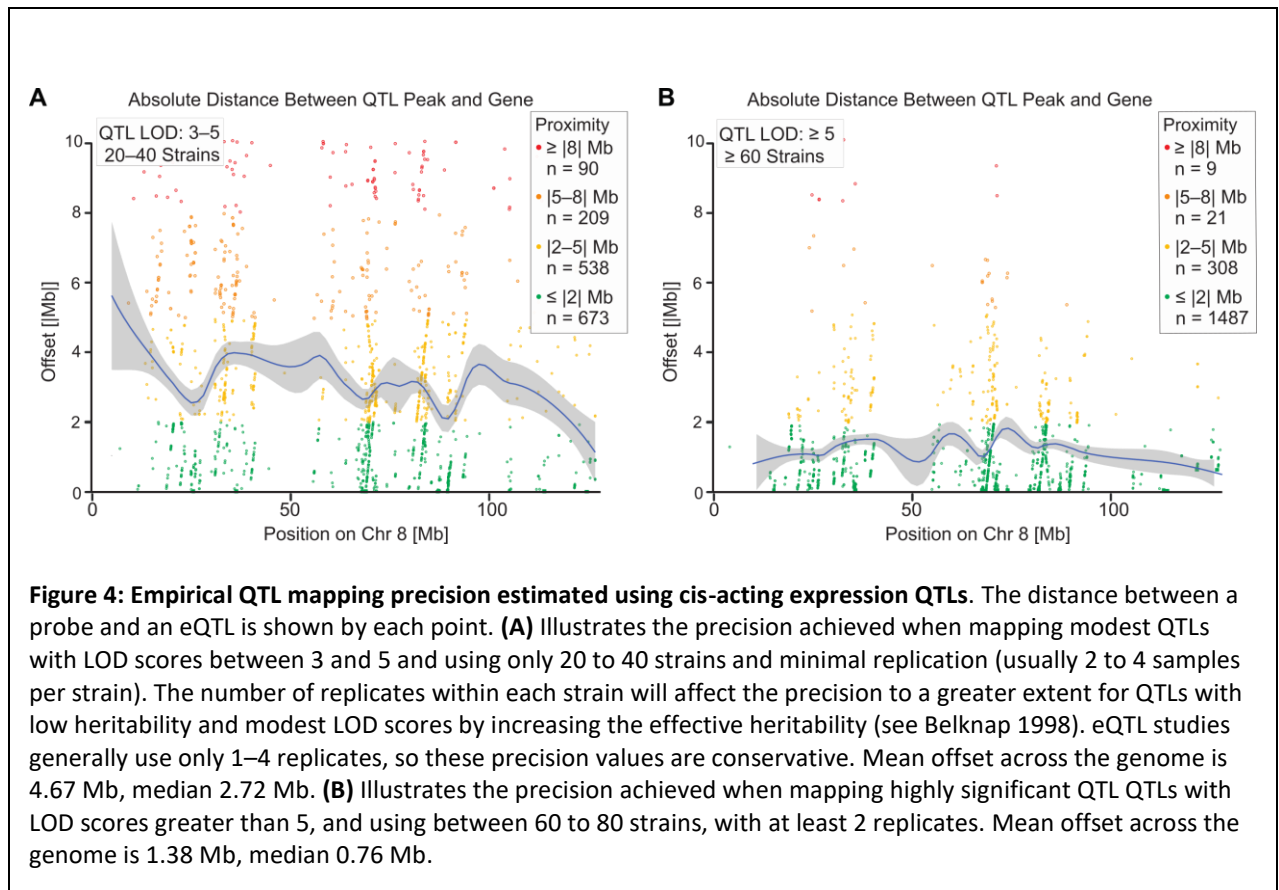 A
Absolute Distance Between QTL Peak and Gene
QTL LOD: 3–5
20–40 Strains
Proximity
≥ |8| Mb
n = 90
|5–8| Mb
n = 209
|2–5| Mb
n = 538
≤ |2| Mb
n = 673
10
8
6
4
2
0
Offset [|Mb|]
0
50
100
Position on Chr 8 [Mb]
B
Absolute Distance Between QTL Peak and Gene
QTL LOD: ≥ 5
≥ 60 Strains
Proximity
≥ |8| Mb
n = 9
|5–8| Mb
n = 21
|2–5| Mb
n = 308
≤ |2| Mb
n = 1487
10
8
6
4
2
0
Offset [|Mb|]
0
50
100
Position on Chr 8 [Mb]
Figure 4: Empirical QTL mapping precision estimated using cis-acting expression QTLs. The distance between a
probe and an eQTL is shown by each point. (A) Illustrates the precision achieved when mapping modest QTLs
with LOD scores between 3 and 5 and using only 20 to 40 strains and minimal replication (usually 2 to 4 samples
per strain). The number of replicates within each strain will affect the precision to a greater extent for QTLs with
low heritability and modest LOD scores by increasing the effective heritability (see Belknap 1998). eQTL studies
generally use only 1–4 replicates, so these precision values are conservative. Mean offset across the genome is
4.67 Mb, median 2.72 Mb. (B) Illustrates the precision achieved when mapping highly significant QTL QTLs with
LOD scores greater than 5, and using between 60 to 80 strains, with at least 2 replicates. Mean offset across the
genome is 1.38 Mb, median 0.76 Mb.